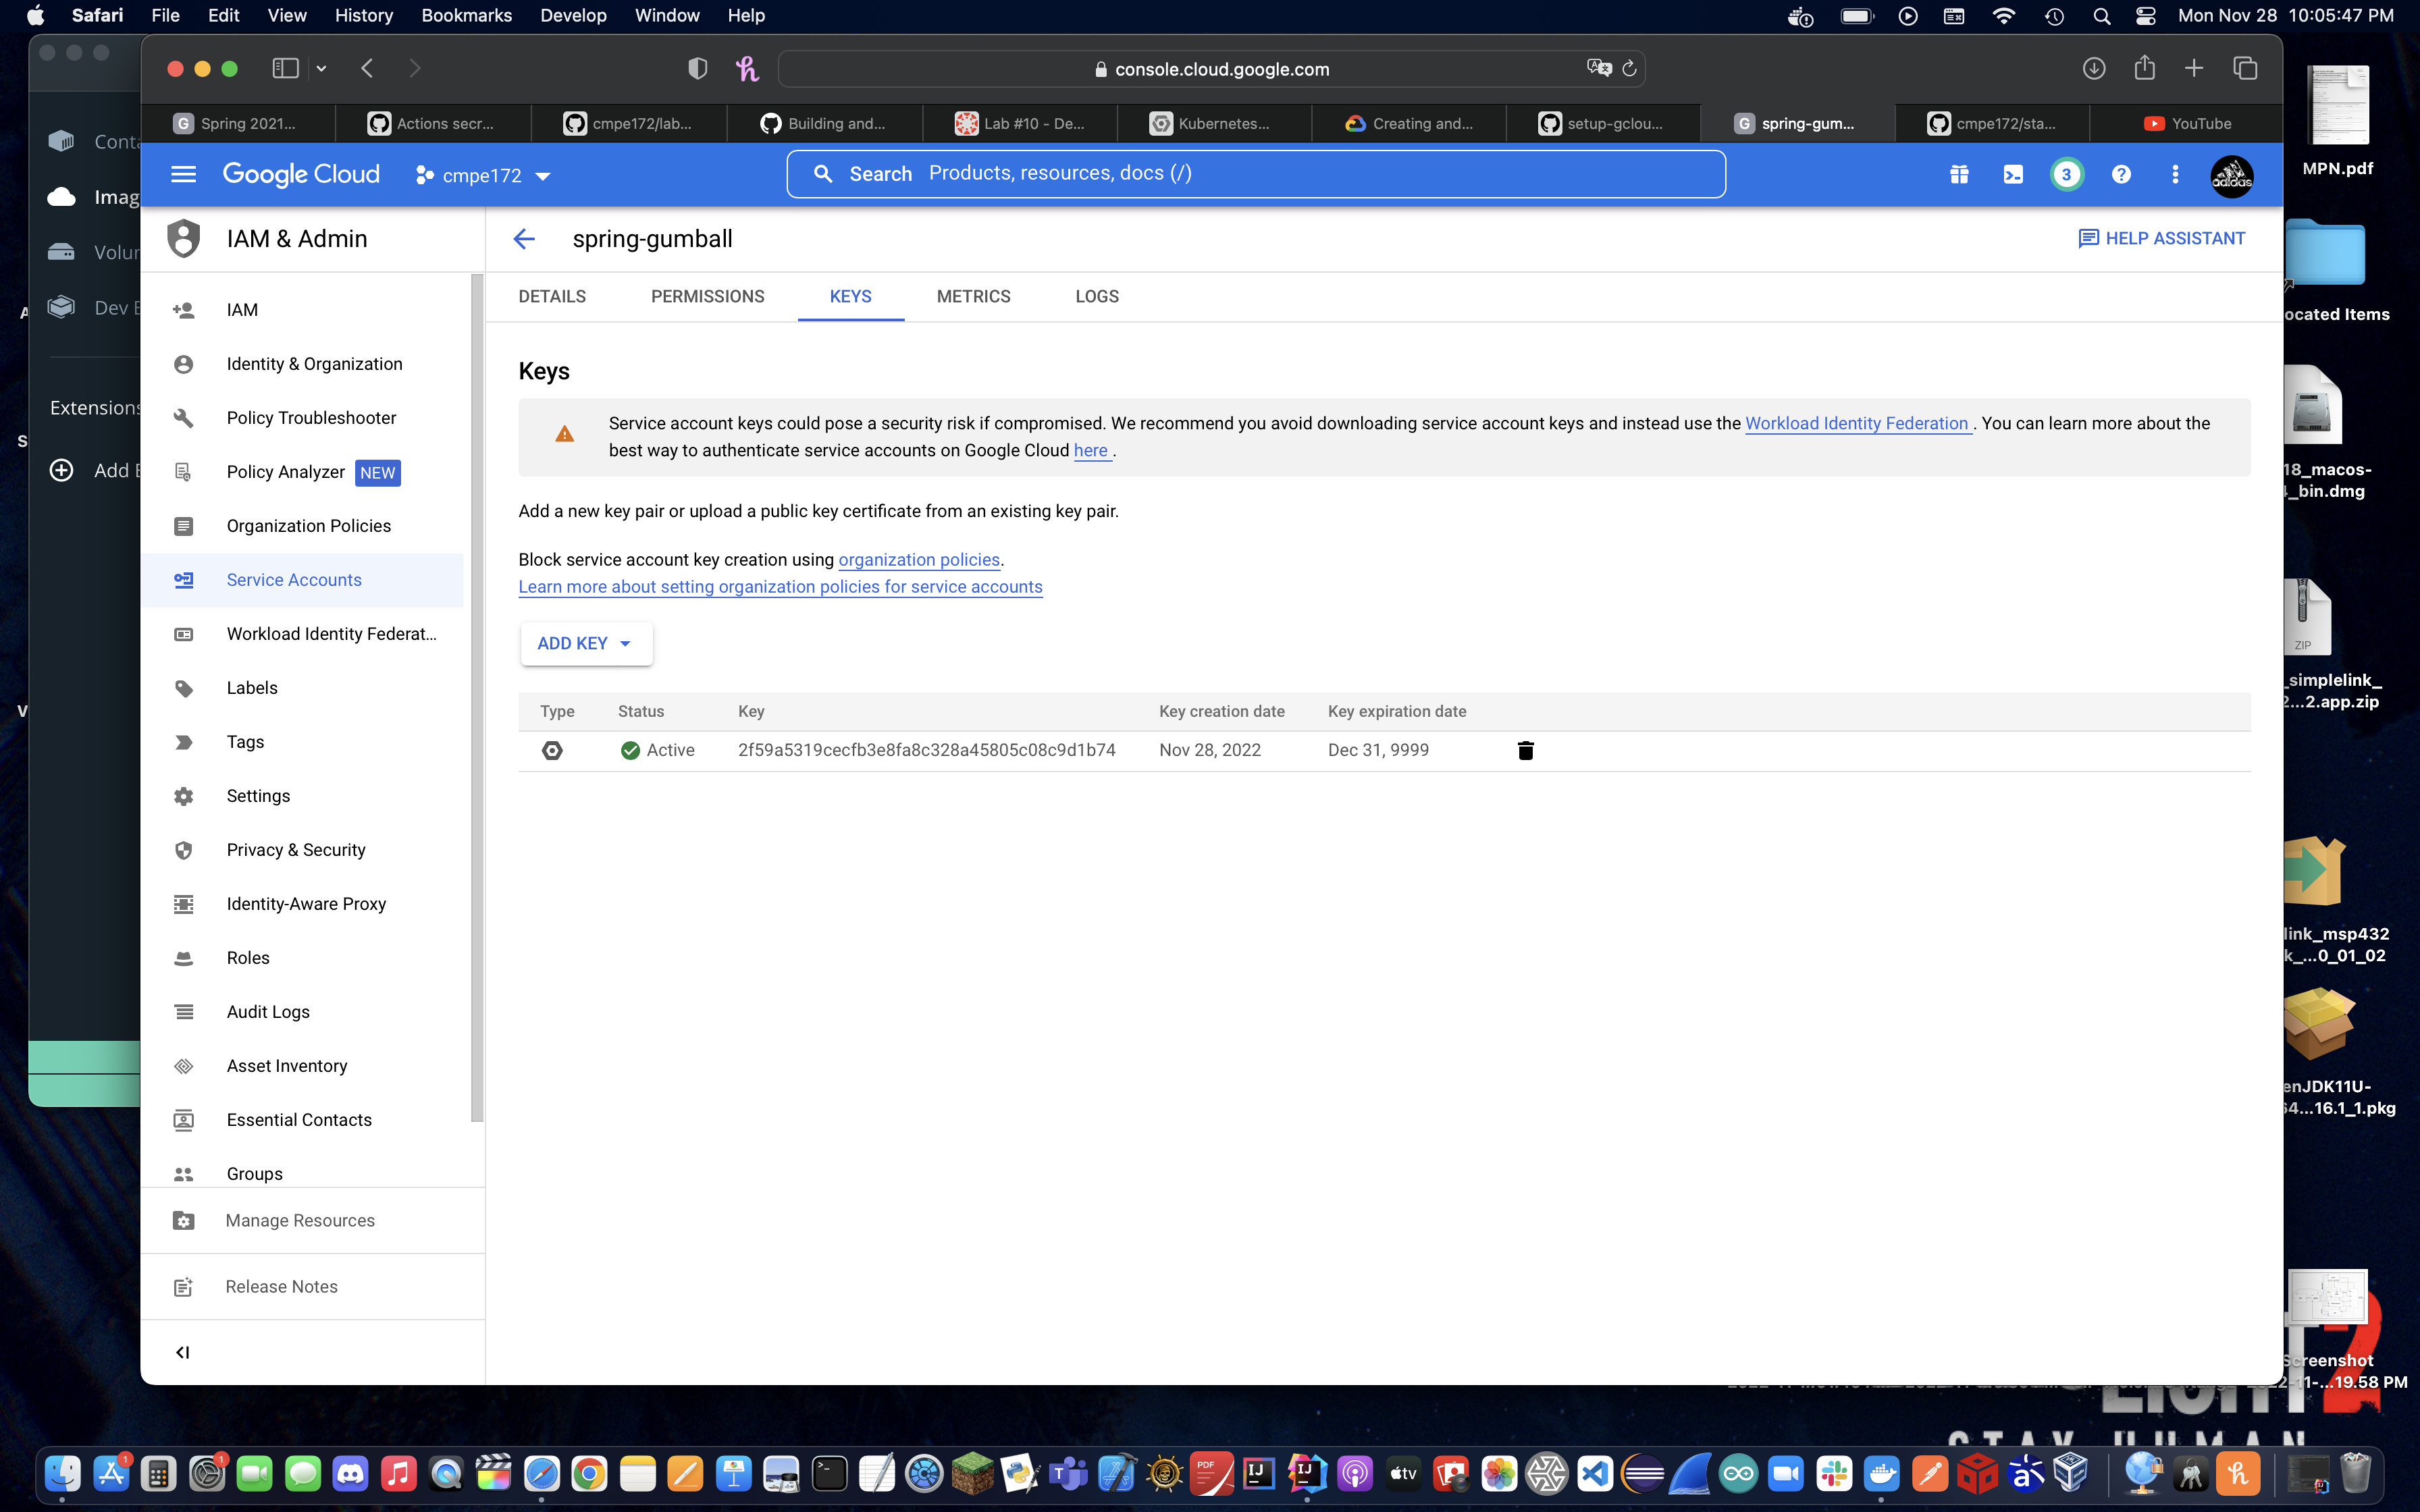 Safari File Edit View History Bookmarks Develop Window Help
Mon Nov 28 10:05:47 PM
console.cloud.google.com
Spring 2021...
Actions secr...
cmpe172/lab...
Building and...
Lab #10 - De...
Kubernetes...
Creating and...
setup-gclou...
spring-gum...
cmpe172/sta...
YouTube
Google Cloud
cmpe172
Search Products, resources, docs (/)
3
adidas
IAM & Admin
IAM
Identity & Organization
Policy Troubleshooter
Policy Analyzer NEW
Organization Policies
Service Accounts
Workload Identity Federat...
Labels
Tags
Settings
Privacy & Security
Identity-Aware Proxy
Roles
Audit Logs
Asset Inventory
Essential Contacts
Groups
Manage Resources
Release Notes
spring-gumball
HELP ASSISTANT
DETAILS PERMISSIONS KEYS METRICS LOGS
Keys
Service account keys could pose a security risk if compromised. We recommend you avoid downloading service account keys and instead use the Workload Identity Federation . You can learn more about the
best way to authenticate service accounts on Google Cloud here .
Add a new key pair or upload a public key certificate from an existing key pair.
Block service account key creation using organization policies.
Learn more about setting organization policies for service accounts
ADD KEY
Type Status Key Key creation date Key expiration date
Active 2f59a5319cecfb3e8fa8c328a45805c08c9d1b74 Nov 28, 2022 Dec 31, 9999
Conta
Imag
Volur
Dev E
Extensions
Add E
MPN.pdf
ocated Items
18_macos-
_bin.dmg
ZIP
_simplelink_
2...2.app.zip
link_msp432
k_...0_01_02
enJDK11U-
64...16.1_1.pkg
Screenshot
2022-11-...19.58 PM
STAY HUMAN
1
1
PDF
IJ
IJ
tv